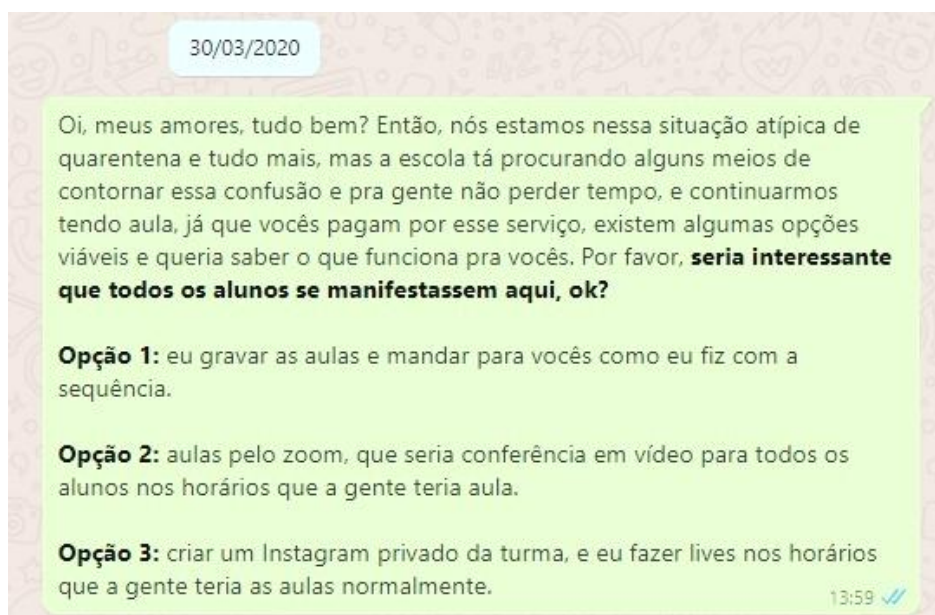 30/03/2020
Oi, meus amores, tudo bem? Então, nós estamos nessa situação atípica de
quarentena e tudo mais, mas a escola tá procurando alguns meios de
contornar essa confusão e pra gente não perder tempo, e continuarmos
tendo aula, já que vocês pagam por esse serviço, existem algumas opções
viáveis e queria saber o que funciona pra vocês. Por favor, seria interessante
que todos os alunos se manifestassem aqui, ok?
Opção 1: eu gravar as aulas e mandar para vocês como eu fiz com a
sequência.
Opção 2: aulas pelo zoom, que seria conferência em vídeo para todos os
alunos nos horários que a gente teria aula.
Opção 3: criar um Instagram privado da turma, e eu fazer lives nos horários
que a gente teria as aulas normalmente.
13:59